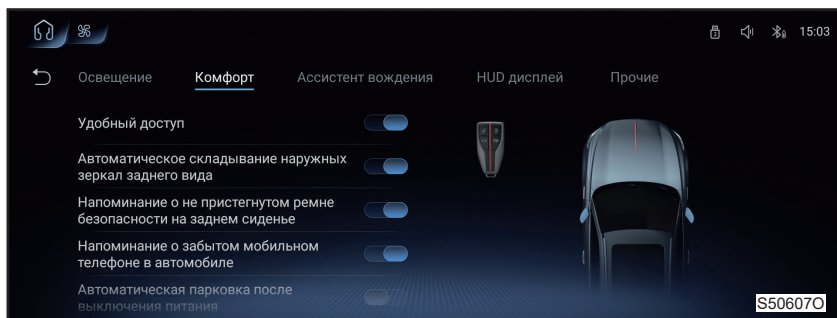 15:03
Освещение Комфорт Ассистент вождения HUD дисплей Прочие
Удобный доступ
Автоматическое складывание наружных
зеркал заднего вида
Напоминание о не пристегнутом ремне
безопасности на заднем сиденье
Напоминание о забытом мобильном
телефоне в автомобиле
Автоматическая парковка после
выключения питания
S50607O